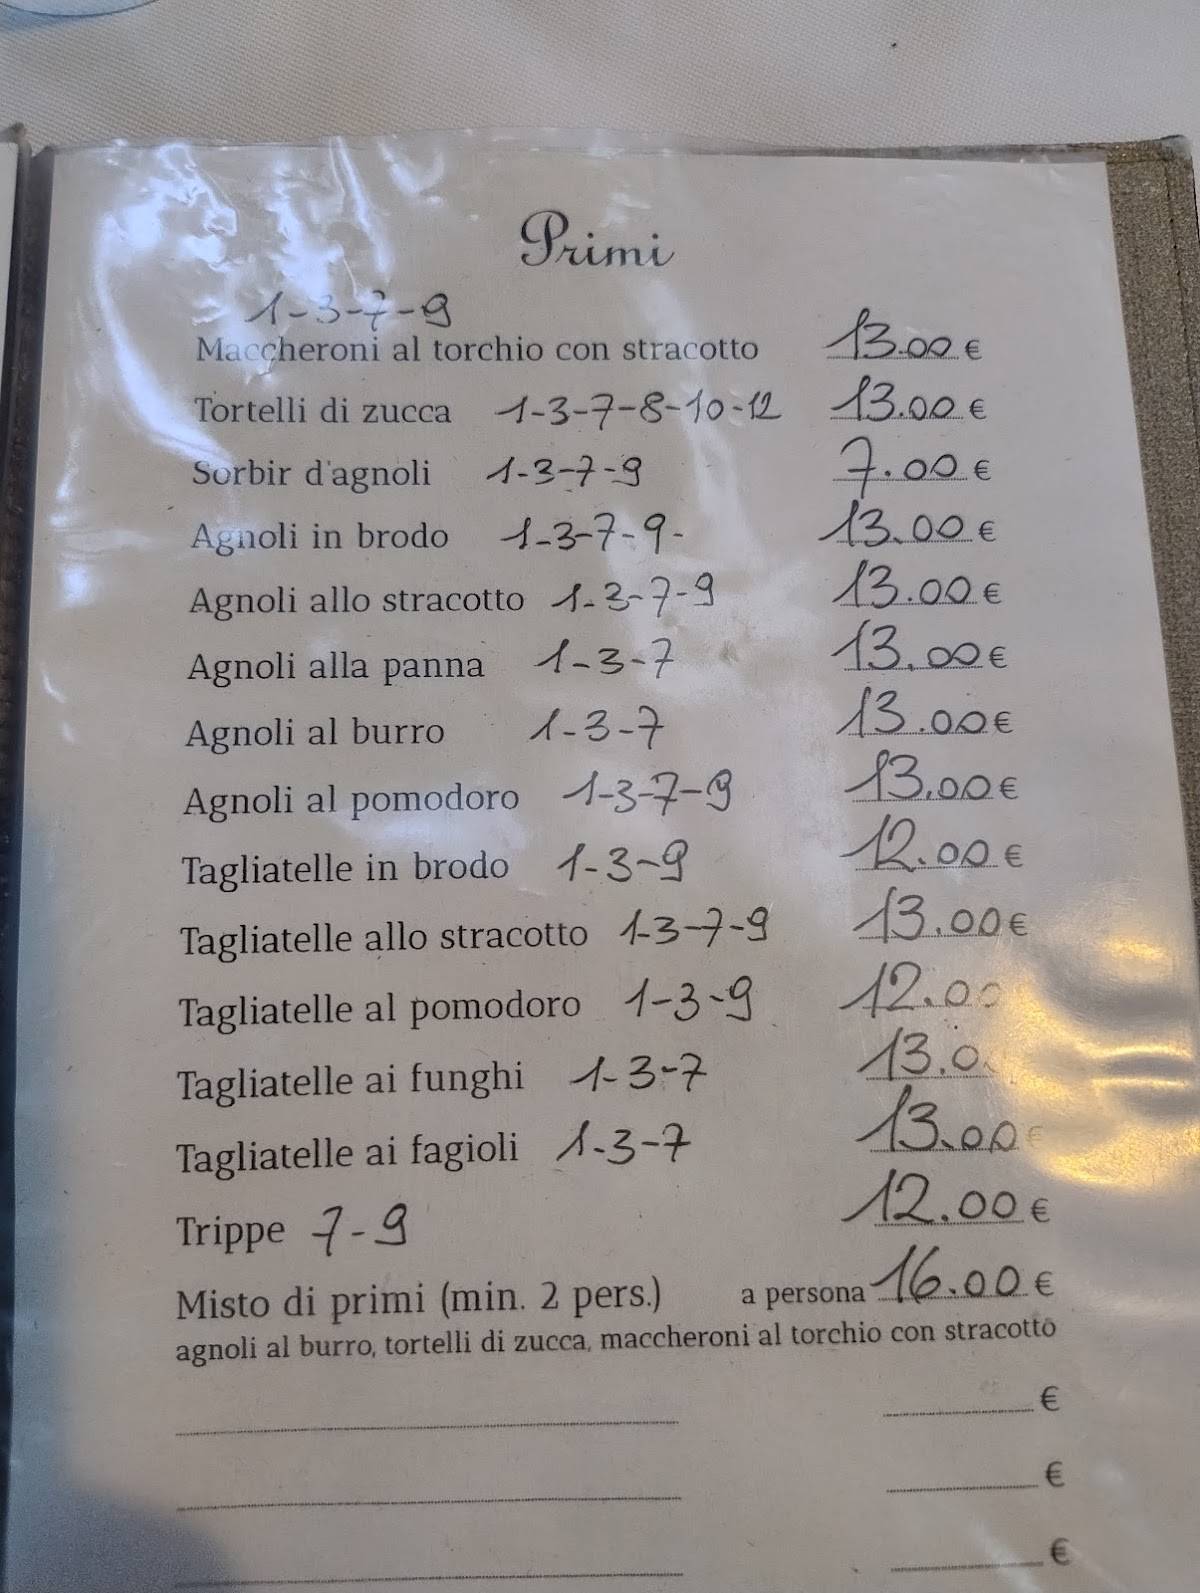 Primi
1-3-7-9
Maccheroni al torchio con stracotto 13.00 €
Tortelli di zucca 1-3-7-8-10-12 13.00 €
Sorbir d'agnoli 1-3-7-9 7.00 €
Agnoli in brodo 1-3-7-9- 13.00 €
Agnoli allo stracotto 1-3-7-9 13.00 €
Agnoli alla panna 1-3-7 13.00 €
Agnoli al burro 1-3-7 13.00 €
Agnoli al pomodoro 1-3-7-9 13.00 €
Tagliatelle in brodo 1-3-9 12.00 €
Tagliatelle allo stracotto 1-3-7-9 13.00 €
Tagliatelle al pomodoro 1-3-9 12.00
Tagliatelle ai funghi 1-3-7 13.0
Tagliatelle ai fagioli 1-3-7 13.00 €
Trippe 7-9 12.00 €
Misto di primi (min. 2 pers.) a persona 16.00 €
agnoli al burro, tortelli di zucca, maccheroni al torchio con stracotto
€
€
€